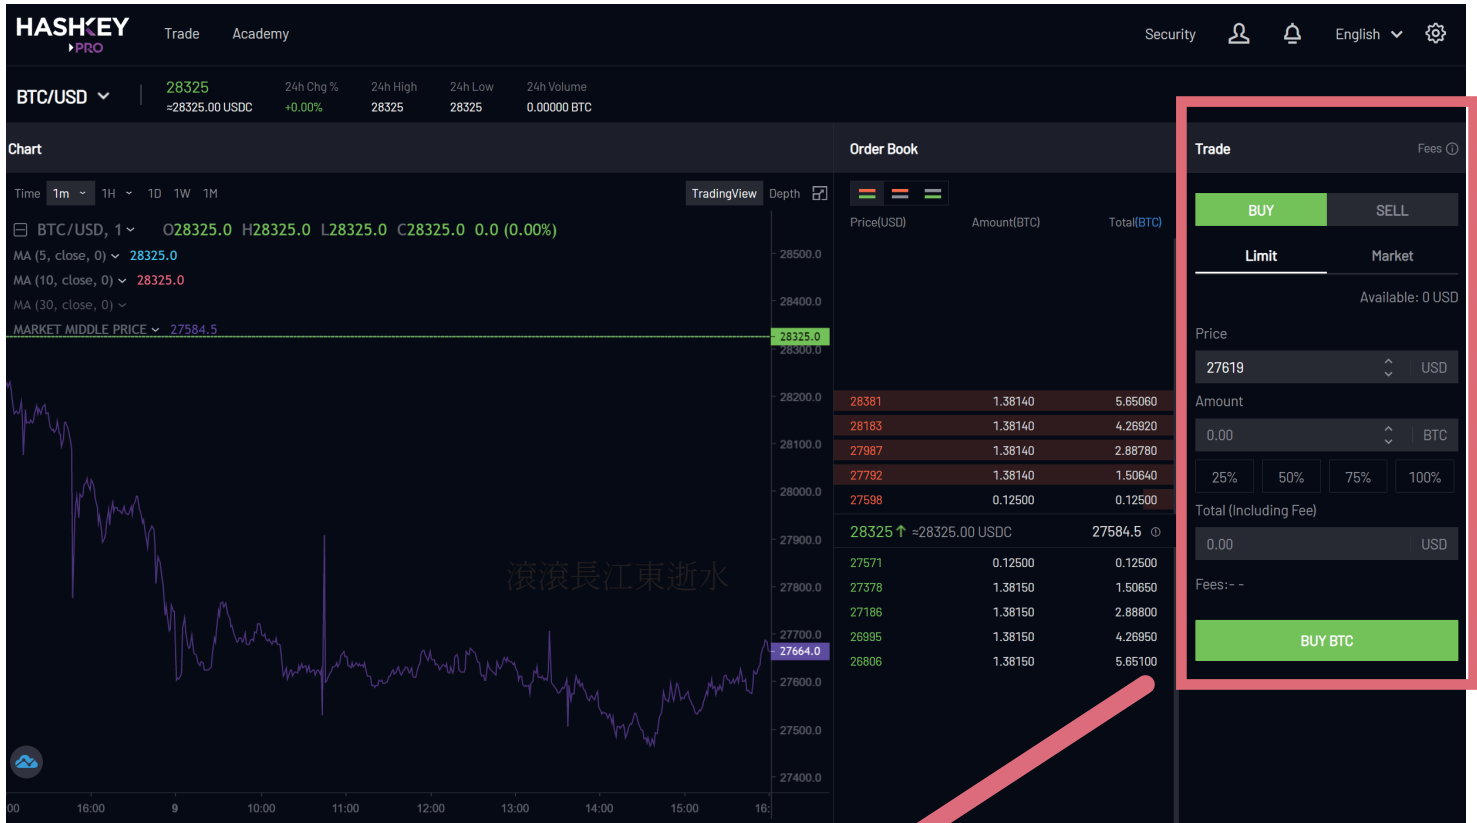 HASHKEY
PRO
Trade Academy
Security English
BTC/USD
28325
≈28325.00 USDC
24h Chg %
+0.00%
24h High
28325
24h Low
28325
24h Volume
0.00000 BTC
Chart
Time 1m 1H 1D 1W 1M
TradingView Depth
BTC/USD, 1 O28325.0 H28325.0 L28325.0 C28325.0 0.0 (0.00%)
MA (5, close, 0) 28325.0
MA (10, close, 0) 28325.0
MA (30, close, 0)
MARKET MIDDLE PRICE 27584.5
28500.0
28400.0
28325.0
28300.0
28200.0
28100.0
28000.0
27900.0
27800.0
27700.0
27664.0
27600.0
27500.0
27400.0
滾滾長江東逝水
:00 16:00 9 10:00 11:00 12:00 13:00 14:00 15:00 16:
Order Book
Price(USD) Amount(BTC) Total(BTC)
28381 1.38140 5.65060
28183 1.38140 4.26920
27987 1.38140 2.88780
27792 1.38140 1.50640
27598 0.12500 0.12500
28325↑ ≈28325.00 USDC 27584.5
27571 0.12500 0.12500
27378 1.38150 1.50650
27186 1.38150 2.88800
26995 1.38150 4.26950
26806 1.38150 5.65100
Trade Fees
BUY SELL
Limit Market
Available: 0 USD
Price
27619 USD
Amount
0.00 BTC
25% 50% 75% 100%
Total (Including Fee)
0.00 USD
Fees:- -
BUY BTC